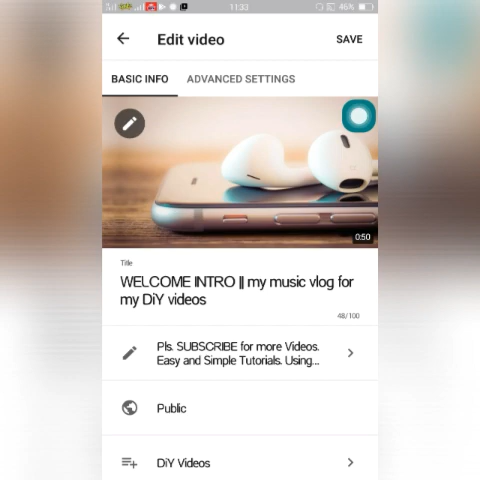 11:33
46%
Edit video
SAVE
BASIC INFO
ADVANCED SETTINGS
0:50
Title
WELCOME INTRO || my music vlog for
my DiY videos
48/100
Pls. SUBSCRIBE for more Videos.
Easy and Simple Tutorials. Using...
Public
DiY Videos